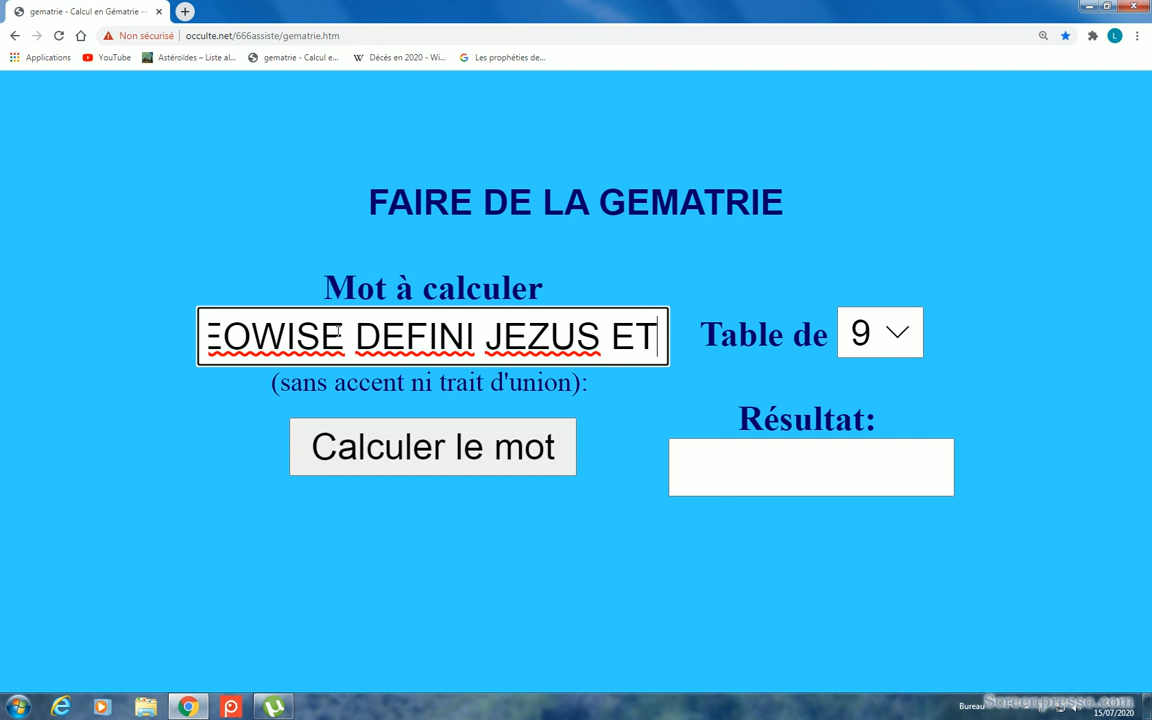 gematrie - Calcul en Gématrie -
Non sécurisé occulte.net/666assiste/gematrie.htm
Applications YouTube Astéroïdes – Liste al... gematrie - Calcul e... Décès en 2020 - Wi... Les prophéties de...
FAIRE DE LA GEMATRIE
Mot à calculer
EOWISE DEFINI JEZUS ET
Table de 9
(sans accent ni trait d'union):
Calculer le mot
Résultat:
Screenpresso.com
Bureau
15/07/2020